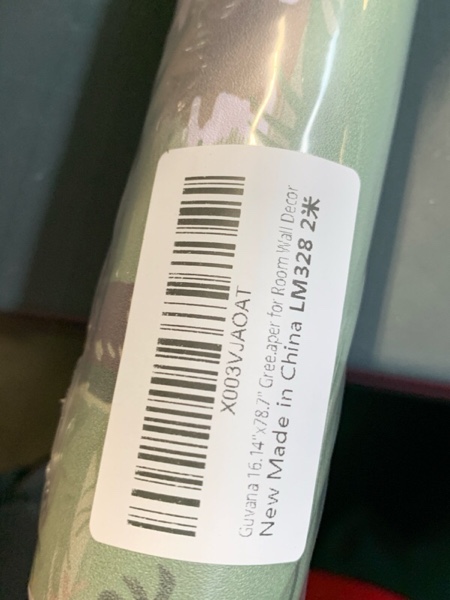 X003VJAOAT
Guvana 16.14"x78.7" Gree.aper for Room Wall Decor
New Made in China LM328 2米